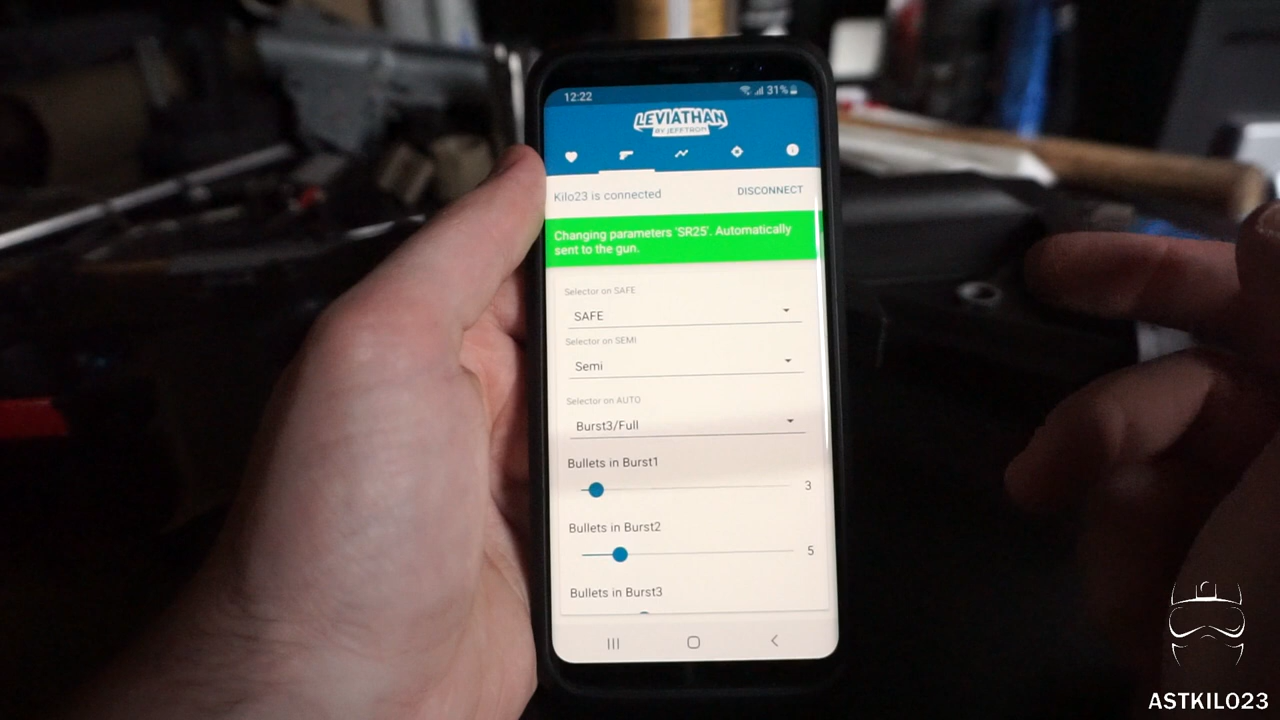 12:22
31%
LEVIATHAN
BY JEFFTRON
Kilo23 is connected
DISCONNECT
Changing parameters 'SR25'. Automatically
sent to the gun.
Selector on SAFE
SAFE
Selector on SEMI
Semi
Selector on AUTO
Burst3/Full
Bullets in Burst1
3
Bullets in Burst2
5
Bullets in Burst3
ASTKILO23